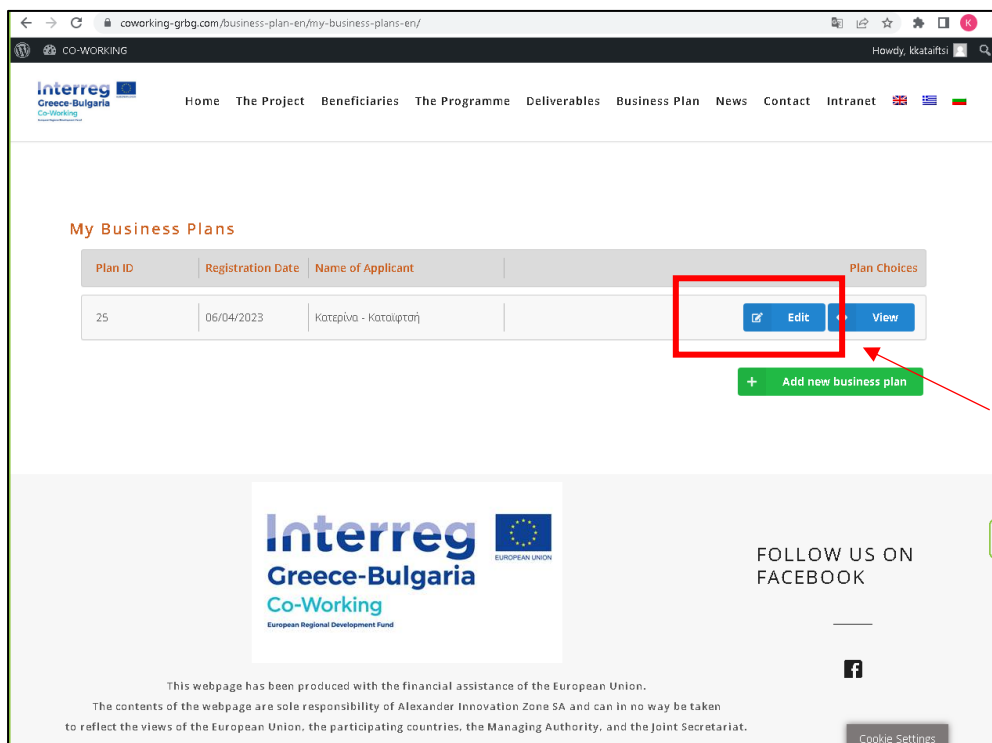 coworking-grbg.com/business-plan-en/my-business-plans-en/
K
CO-WORKING
Howdy, kkataiftsi
Interreg
Greece-Bulgaria
Co-Working
European Regional Development Fund
Home The Project Beneficiaries The Programme Deliverables Business Plan News Contact Intranet
My Business Plans
Plan ID Registration Date Name of Applicant Plan Choices
25 06/04/2023 Κατερίνα - Καταϊφτσή Edit View
+ Add new business plan
Interreg
EUROPEAN UNION
Greece-Bulgaria
Co-Working
European Regional Development Fund
FOLLOW US ON
FACEBOOK
This webpage has been produced with the financial assistance of the European Union.
The contents of the webpage are sole responsibility of Alexander Innovation Zone SA and can in no way be taken
to reflect the views of the European Union, the participating countries, the Managing Authority, and the Joint Secretariat.
Cookie Settings